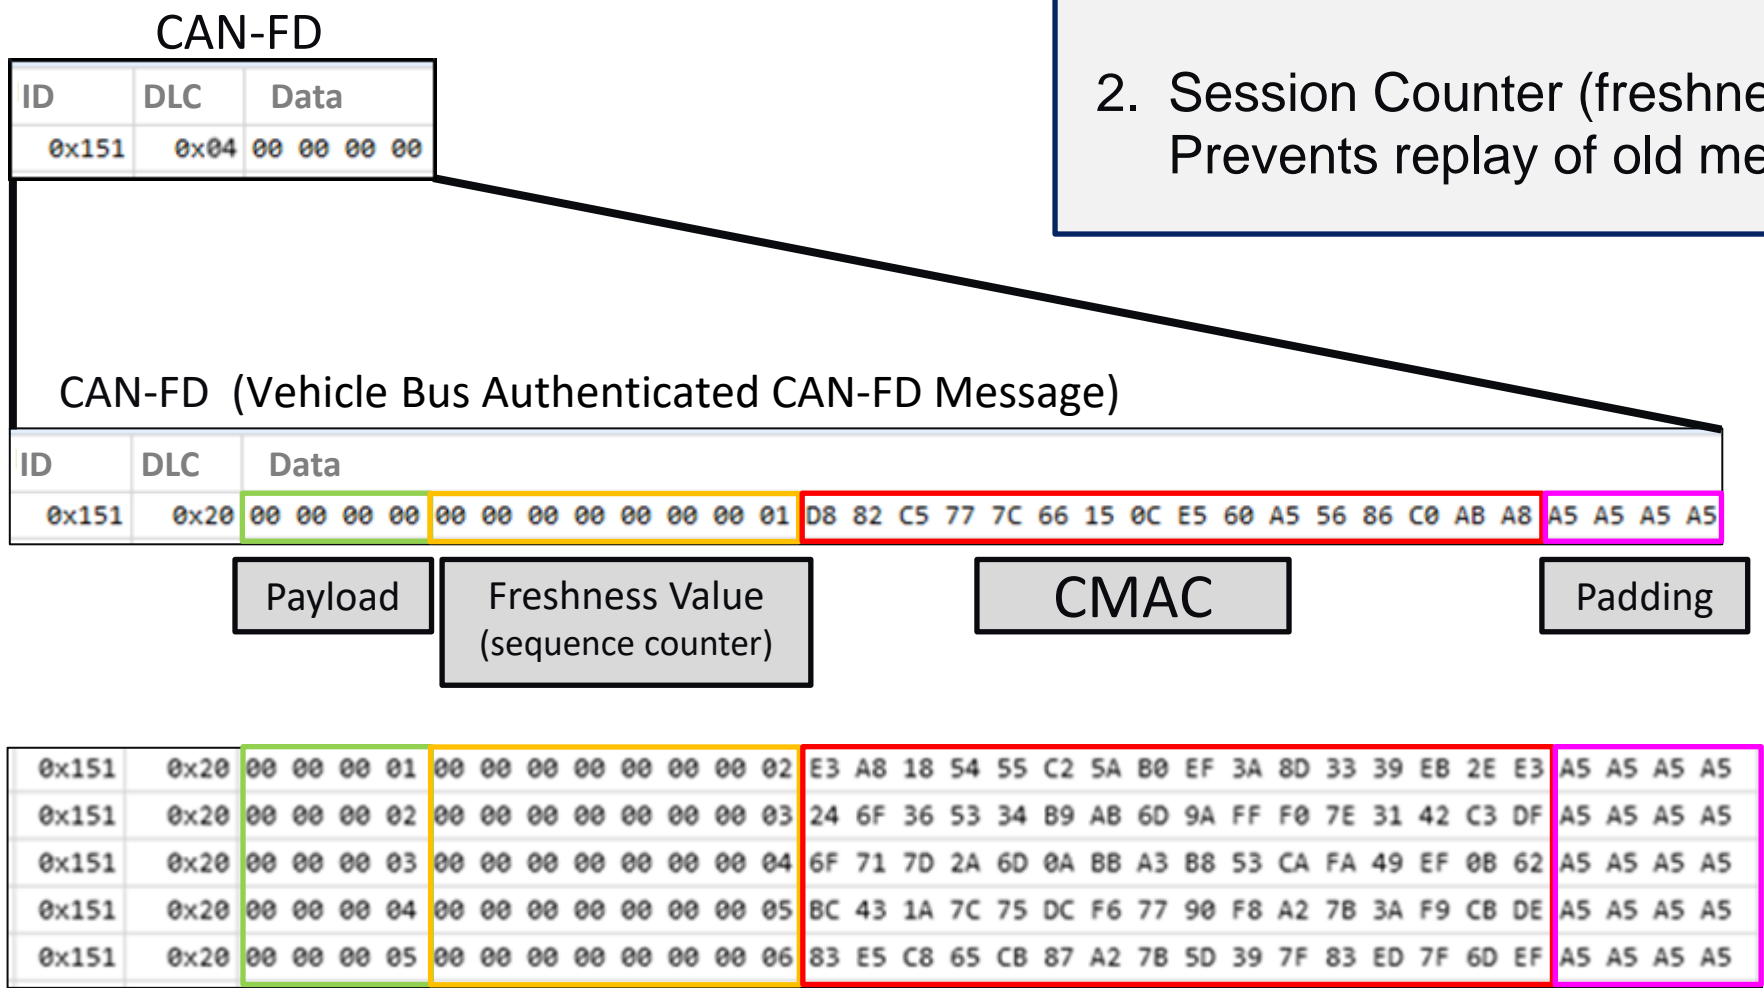 CAN-FD
ID DLC Data
0x151 0x04 00 00 00 00
2. Session Counter (freshne
Prevents replay of old me
CAN-FD (Vehicle Bus Authenticated CAN-FD Message)
ID DLC Data
0x151 0x20 00 00 00 00 00 00 00 00 00 00 00 01 D8 82 C5 77 7C 66 15 0C E5 60 A5 56 86 C0 AB A8 A5 A5 A5 A5
Payload Freshness Value CMAC Padding
(sequence counter)
0x151 0x20 00 00 00 01 00 00 00 00 00 00 00 02 E3 A8 18 54 55 C2 5A B0 EF 3A 8D 33 39 EB 2E E3 A5 A5 A5 A5
0x151 0x20 00 00 00 02 00 00 00 00 00 00 00 03 24 6F 36 53 34 B9 AB 6D 9A FF F0 7E 31 42 C3 DF A5 A5 A5 A5
0x151 0x20 00 00 00 03 00 00 00 00 00 00 00 04 6F 71 7D 2A 6D 0A BB A3 B8 53 CA FA 49 EF 0B 62 A5 A5 A5 A5
0x151 0x20 00 00 00 04 00 00 00 00 00 00 00 05 BC 43 1A 7C 75 DC F6 77 90 F8 A2 7B 3A F9 CB DE A5 A5 A5 A5
0x151 0x20 00 00 00 05 00 00 00 00 00 00 00 06 83 E5 C8 65 CB 87 A2 7B 5D 39 7F 83 ED 7F 6D EF A5 A5 A5 A5